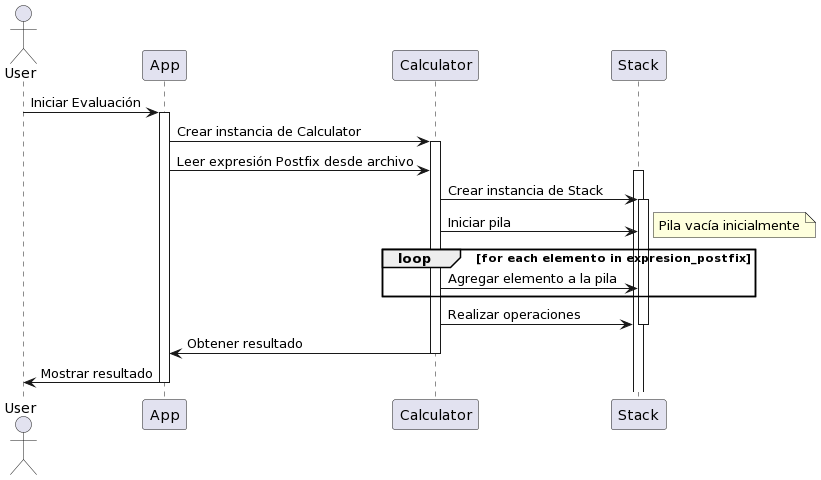 User
App
Calculator
Stack
Iniciar Evaluación
Crear instancia de Calculator
Leer expresión Postfix desde archivo
Crear instancia de Stack
Iniciar pila
Pila vacía inicialmente
loop
[for each elemento in expresion_postfix]
Agregar elemento a la pila
Realizar operaciones
Obtener resultado
Mostrar resultado
User
App
Calculator
Stack